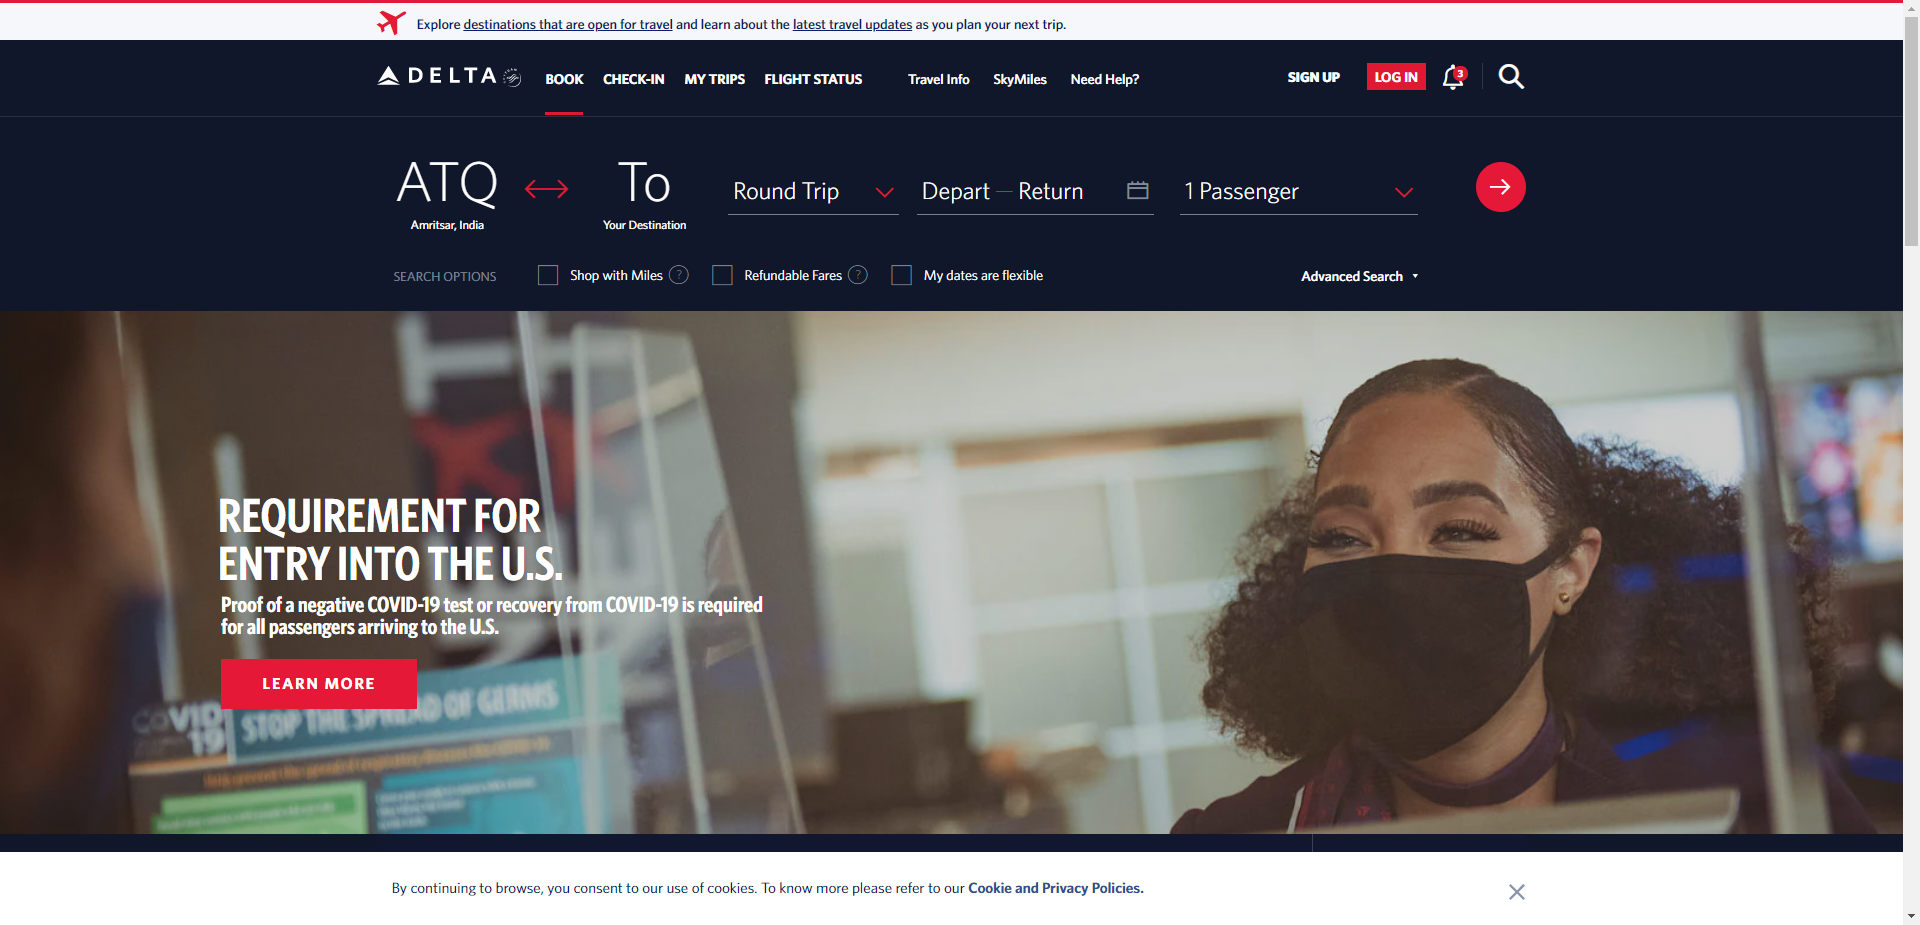 Explore destinations that are open for travel and learn about the latest travel updates as you plan your next trip.
DELTA BOOK CHECK-IN MY TRIPS FLIGHT STATUS Travel Info SkyMiles Need Help? SIGN UP LOG IN 3
ATQ To Round Trip Depart — Return 1 Passenger
Amritsar, India Your Destination
SEARCH OPTIONS Shop with Miles ? Refundable Fares ? My dates are flexible Advanced Search
REQUIREMENT FOR
ENTRY INTO THE U.S.
Proof of a negative COVID-19 test or recovery from COVID-19 is required
for all passengers arriving to the U.S.
LEARN MORE
COVID
19
STOP THE SPREAD OF GERMS
By continuing to browse, you consent to our use of cookies. To know more please refer to our Cookie and Privacy Policies.